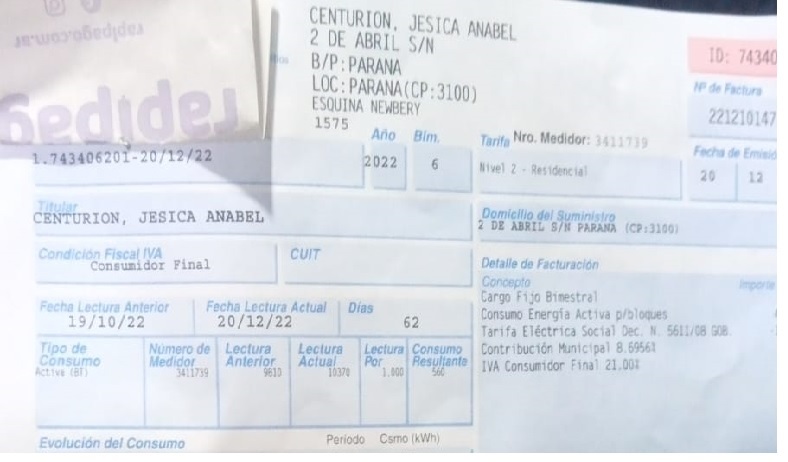 rapipago.com.ar
rapipag
CENTURION, JESICA ANABEL
2 DE ABRIL S/N
B/P:PARANA
LOC:PARANA(CP:3100)
ESQUINA NEWBERY
1575
ID: 74340
Nº de Factura
221210147
1.743406201-20/12/22
Año Bim.
2022 6
Tarifa Nro. Medidor: 3411739
Nivel 2 - Residencial
Fecha de Emisió
20 12
Titular
CENTURION, JESICA ANABEL
Domicilio del Suministro
2 DE ABRIL S/N PARANA (CP:3100)
Condición Fiscal IVA
Consumidor Final
CUIT
Detalle de Facturación
Concepto Importe
Cargo Fijo Bimestral
Consumo Energía Activa p/bloques
Tarifa Eléctrica Social Dec. N. 5611/08 GOB.
Contribución Municipal 8.6956%
IVA Consumidor Final 21.00%
Fecha Lectura Anterior Fecha Lectura Actual Días
19/10/22 20/12/22 62
Tipo de Consumo Número de Medidor Lectura Anterior Lectura Actual Lectura Por Consumo Resultante
Activa (BT) 3411739 9810 10370 1.000 560
Evolución del Consumo Período Csmo (kWh)